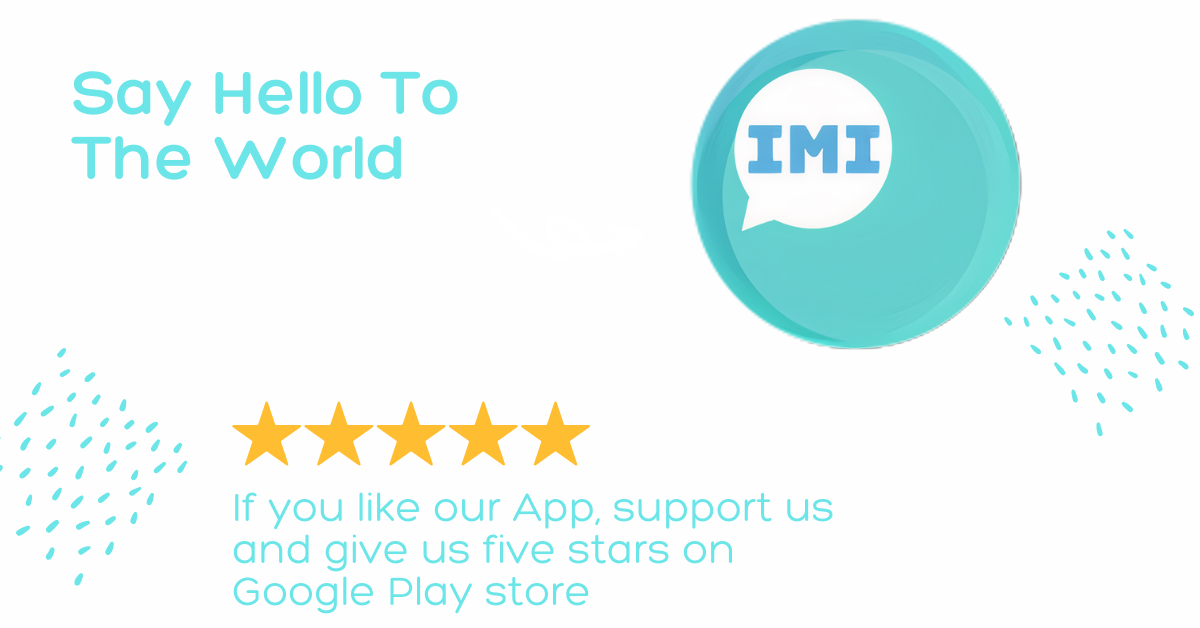 Say Hello To
The World
IMI
If you like our App, support us
and give us five stars on
Google Play store